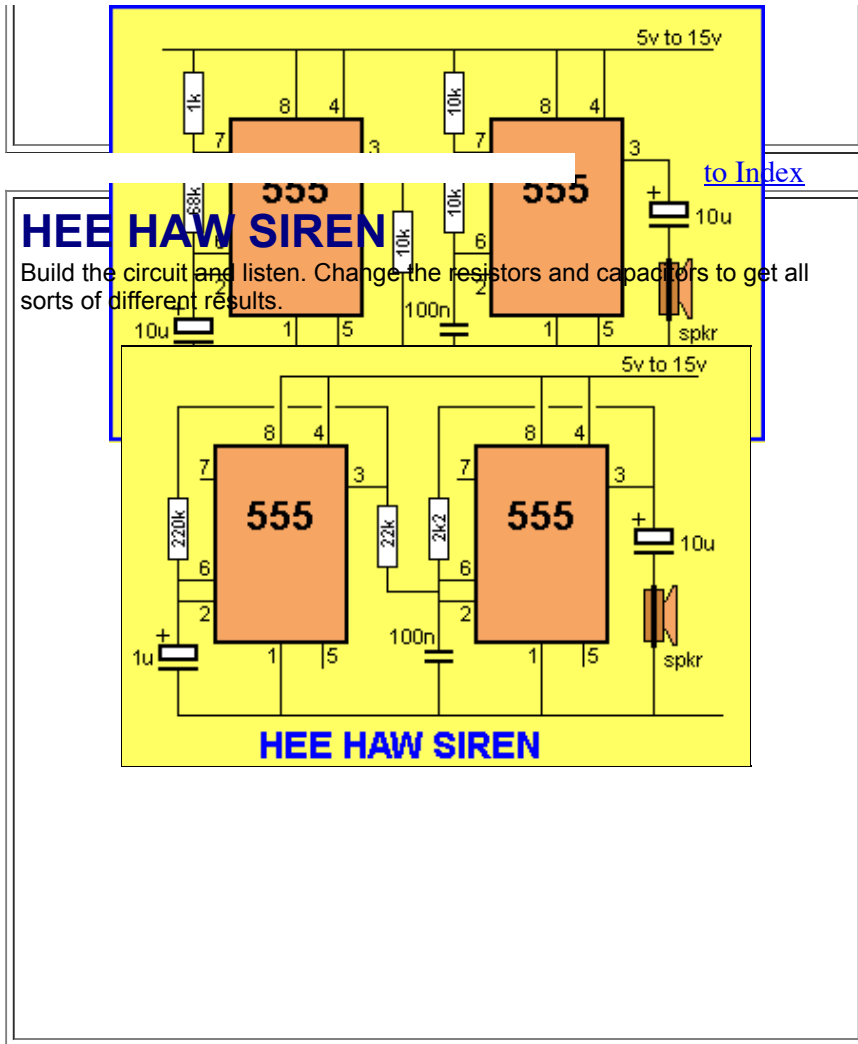 5v to 15v
1k
10k
8
4
8
4
7
3
7
3
to Index
68k
555
10k
555
+
10u
HEE HAW SIREN
10k
6
6
Build the circuit and listen. Change the resistors and capacitors to get all
sorts of different results.
2
2
+
10u
100n
1
5
1
5
spkr
5v to 15v
8
4
8
4
7
3
7
3
220k
555
22k
2k2
555
+
10u
6
6
2
2
+
1u
100n
1
5
1
5
spkr
HEE HAW SIREN